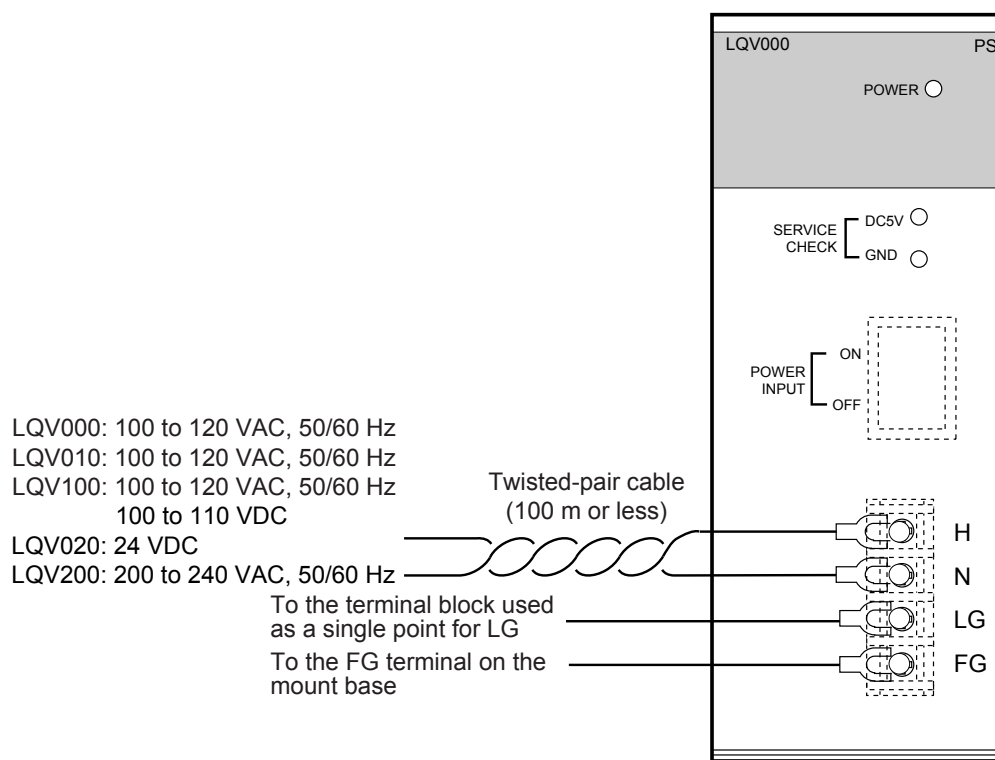 LQV000 PS
POWER
SERVICE
CHECK
DC5V
GND
POWER
INPUT
ON
OFF
LQV000: 100 to 120 VAC, 50/60 Hz
LQV010: 100 to 120 VAC, 50/60 Hz
LQV100: 100 to 120 VAC, 50/60 Hz
100 to 110 VDC
LQV020: 24 VDC
LQV200: 200 to 240 VAC, 50/60 Hz
Twisted-pair cable
(100 m or less)
To the terminal block used
as a single point for LG
To the FG terminal on the
mount base
H
N
LG
FG